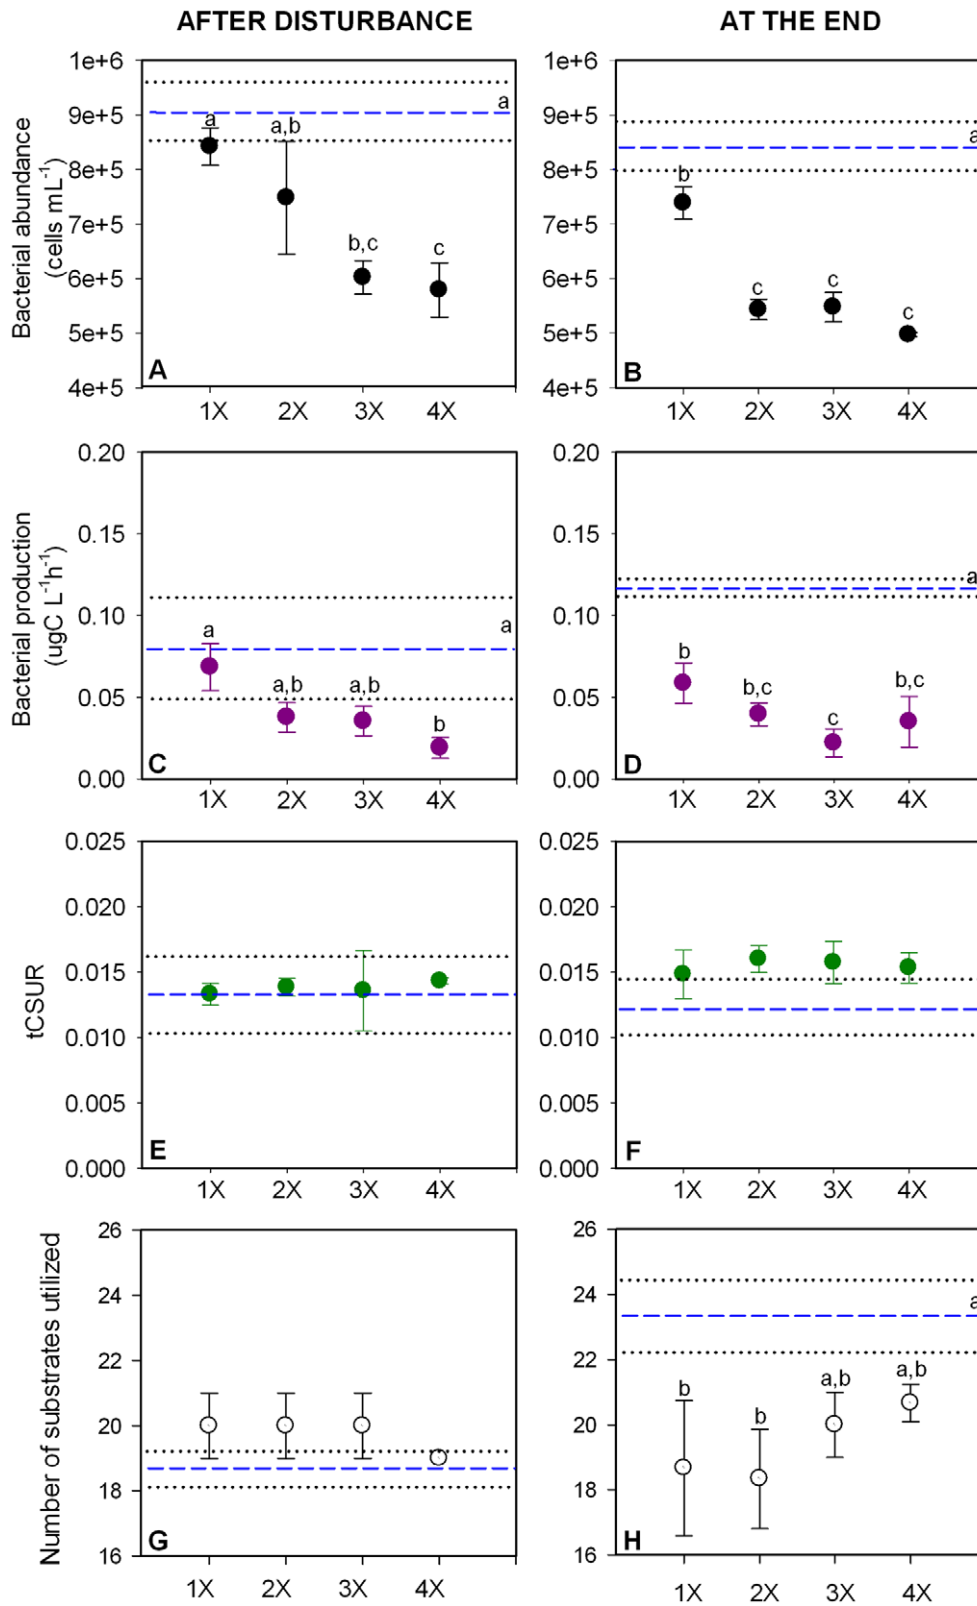 AFTER DISTURBANCE
AT THE END
Bacterial abundance
(cells mL⁻¹)
1e+6
9e+5
8e+5
7e+5
6e+5
5e+5
4e+5
a
a
a,b
b,c
c
A
1X
2X
3X
4X
1e+6
9e+5
8e+5
7e+5
6e+5
5e+5
4e+5
a
b
c
c
c
B
1X
2X
3X
4X
Bacterial production
(ugC L⁻¹h⁻¹)
0.20
0.15
0.10
0.05
0.00
a
a
a,b
a,b
b
C
1X
2X
3X
4X
0.20
0.15
0.10
0.05
0.00
a
b
b,c
c
b,c
D
1X
2X
3X
4X
tCSUR
0.025
0.020
0.015
0.010
0.005
0.000
E
1X
2X
3X
4X
0.025
0.020
0.015
0.010
0.005
0.000
F
1X
2X
3X
4X
Number of substrates utilized
26
24
22
20
18
16
G
1X
2X
3X
4X
26
24
22
20
18
16
a
b
b
a,b
a,b
H
1X
2X
3X
4X